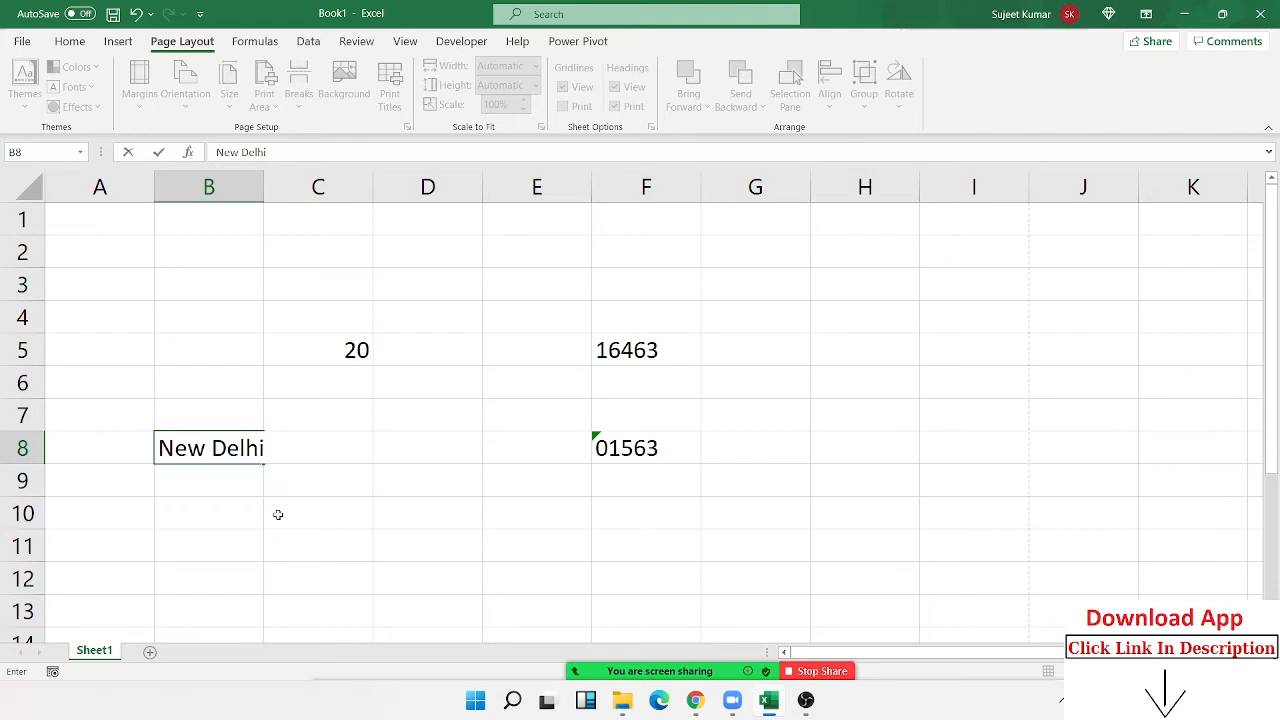 AutoSave Off Book1 - Excel Search Sujeet Kumar SK
File Home Insert Page Layout Formulas Data Review View Developer Help Power Pivot Share Comments
Themes Colors Fonts Effects Margins Orientation Size Print Area Breaks Background Print Titles Width: Automatic Height: Automatic Scale: 100% Gridlines View Print Headings View Print Bring Forward Send Backward Selection Pane Align Group Rotate
Themes Page Setup Scale to Fit Sheet Options Arrange
B8 fx New Delhi
A B C D E F G H I J K
1
2
3
4
5 20 16463
6
7
8 New Delhi 01563
9
10
11
12
13
14
Download App
Click Link In Description
Sheet1
Enter You are screen sharing Stop Share